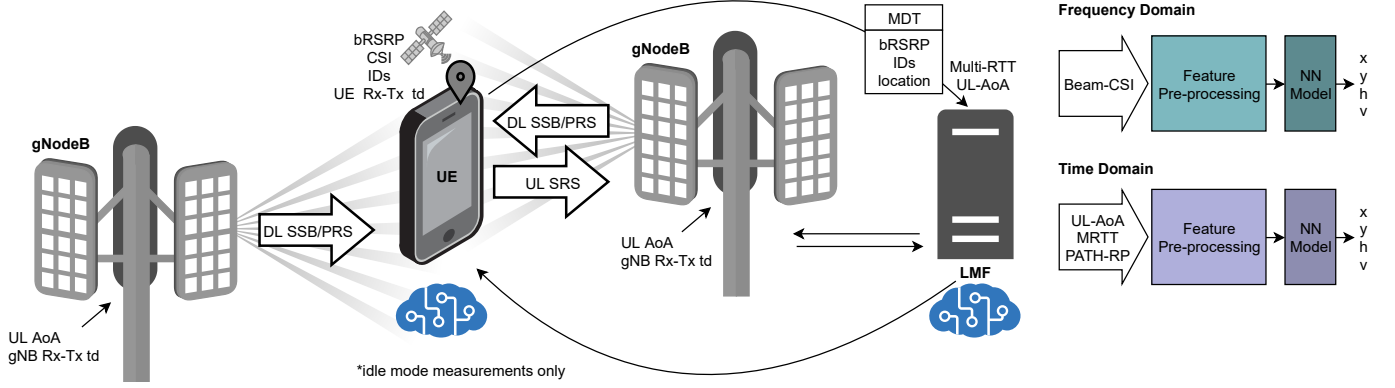 bRSRP
CSI
IDs
UE Rx-Tx td
gNodeB
UL AoA
gNB Rx-Tx td
DL SSB/PRS
UE
*idle mode measurements only
DL SSB/PRS
UL SRS
gNodeB
UL AoA
gNB Rx-Tx td
MDT
bRSRP
IDs
location
Multi-RTT
UL-AoA
LMF
Frequency Domain
Beam-CSI
Feature
Pre-processing
NN
Model
x
y
h
v
Time Domain
UL-AoA
MRTT
PATH-RP
Feature
Pre-processing
NN
Model
x
y
h
v